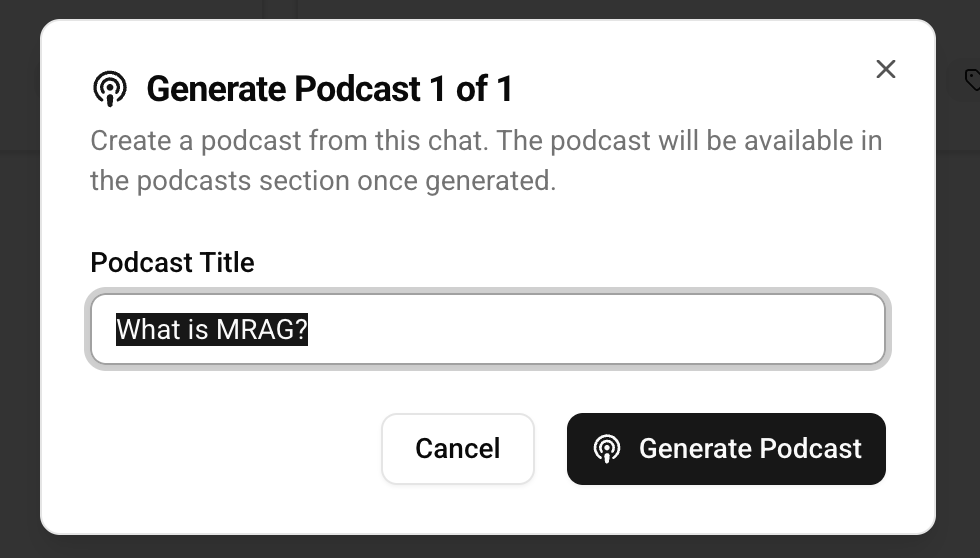 Generate Podcast 1 of 1
Create a podcast from this chat. The podcast will be available in
the podcasts section once generated.
Podcast Title
What is MRAG?
Cancel
Generate Podcast